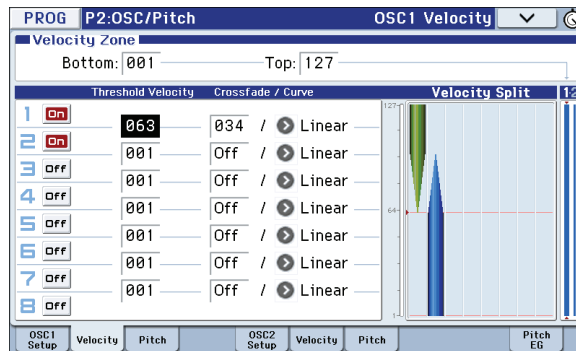 PROG P2:OSC/Pitch OSC1 Velocity
Velocity Zone
Bottom: 001 Top: 127
Threshold Velocity Crossfade / Curve Velocity Split 12
1 On
063 034 / Linear
2 On
001 Off / Linear
3 Off
001 Off / Linear
4 Off
001 Off / Linear
5 Off
001 Off / Linear
6 Off
001 Off / Linear
7 Off
001 Off / Linear
8 Off
127
64
1
OSC1 Setup Velocity Pitch OSC2 Setup Velocity Pitch Pitch EG